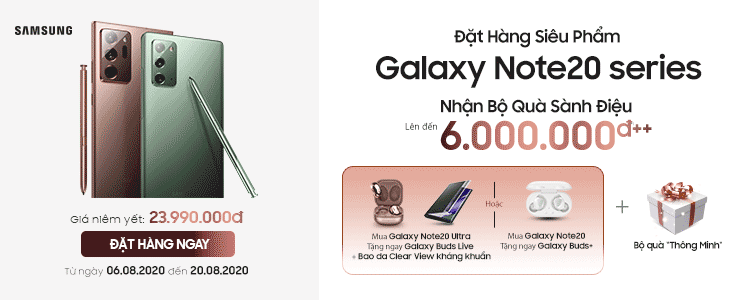 SAMSUNG
Giá niêm yết: 23.990.000đ
ĐẶT HÀNG NGAY
Từ ngày 06.08.2020 đến 20.08.2020
Đặt Hàng Siêu Phẩm
Galaxy Note20 series
Nhận Bộ Quà Sành Điệu
Lên đến 6.000.000đ++
Mua Galaxy Note20 Ultra
Tặng ngay Galaxy Buds Live
+ Bao da Clear View kháng khuẩn
Hoặc
Mua Galaxy Note20
Tặng ngay Galaxy Buds+
+
Bộ quà "Thông Minh"